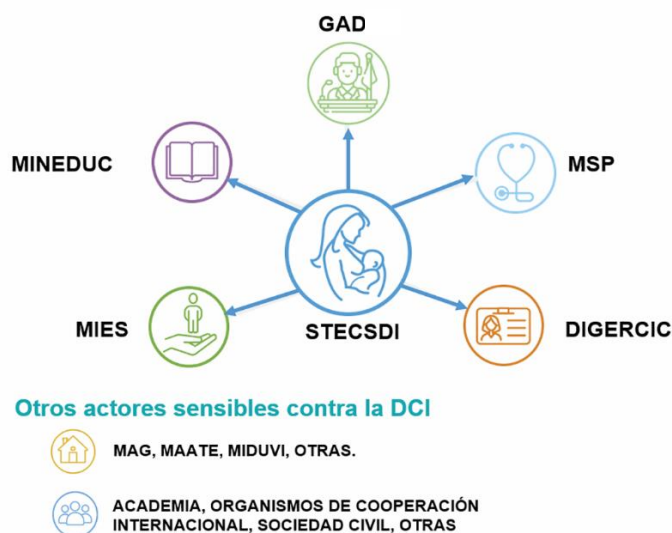 GAD
MINEDUC
MSP
MIES
STECSDI
DIGERCIC
Otros actores sensibles contra la DCI
MAG, MAATE, MIDUVI, OTRAS.
ACADEMIA, ORGANISMOS DE COOPERACIÓN
INTERNACIONAL, SOCIEDAD CIVIL, OTRAS